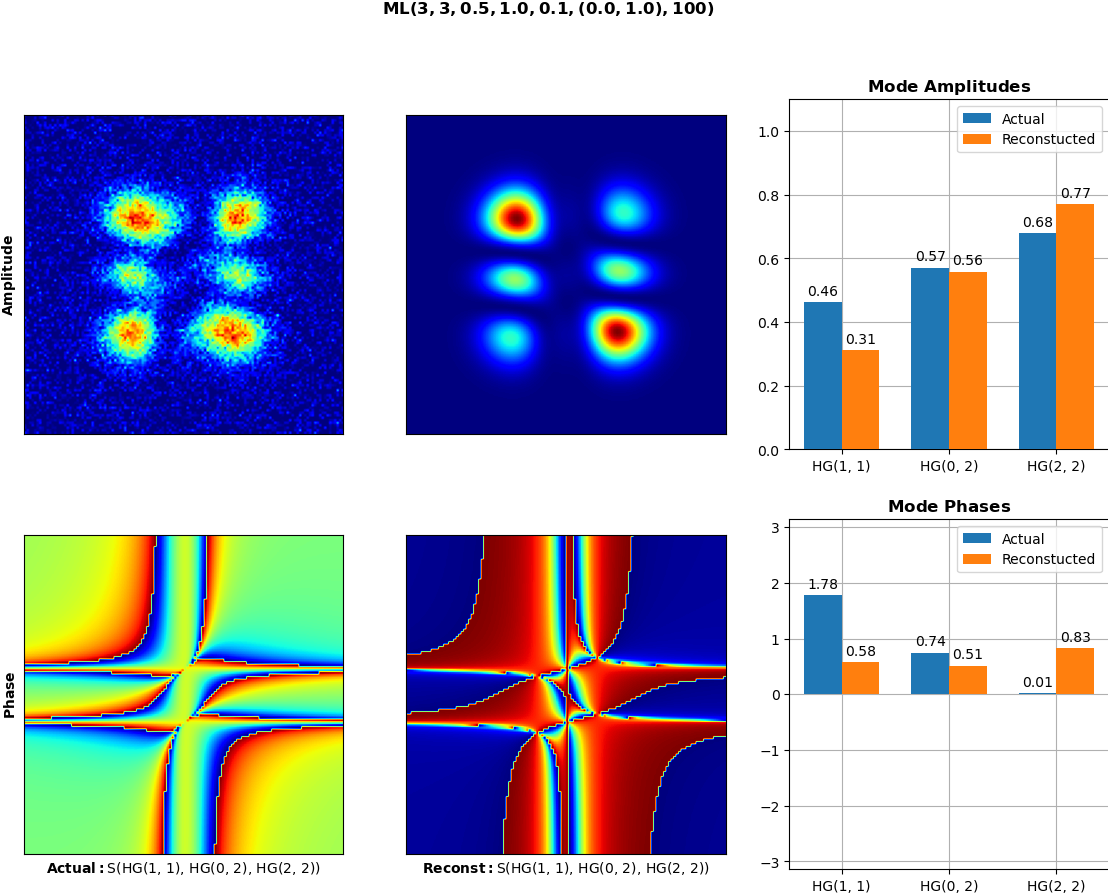 ML(3, 3, 0.5, 1.0, 0.1, (0.0, 1.0), 100)
Amplitude
Mode Amplitudes
Actual
Reconstucted
1.0
0.8
0.6
0.4
0.2
0.0
0.46
0.31
0.57
0.56
0.68
0.77
HG(1, 1)
HG(0, 2)
HG(2, 2)
Phase
Actual: S(HG(1, 1), HG(0, 2), HG(2, 2))
Reconst: S(HG(1, 1), HG(0, 2), HG(2, 2))
Mode Phases
Actual
Reconstucted
3
2
1
0
−1
−2
−3
1.78
0.58
0.74
0.51
0.01
0.83
HG(1, 1)
HG(0, 2)
HG(2, 2)